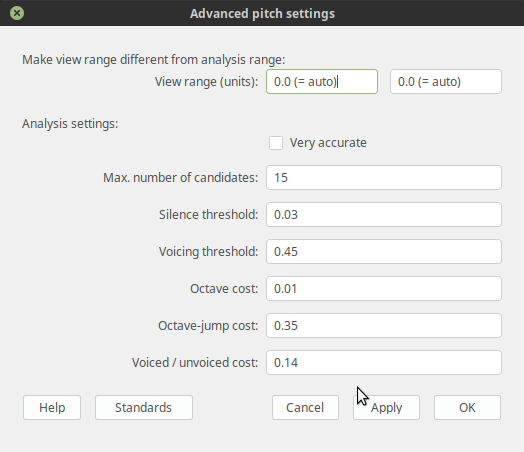 Advanced pitch settings
Make view range different from analysis range:
View range (units): 0.0 (= auto) 0.0 (= auto)
Analysis settings:
Very accurate
Max. number of candidates: 15
Silence threshold: 0.03
Voicing threshold: 0.45
Octave cost: 0.01
Octave-jump cost: 0.35
Voiced / unvoiced cost: 0.14
Help Standards Cancel Apply OK